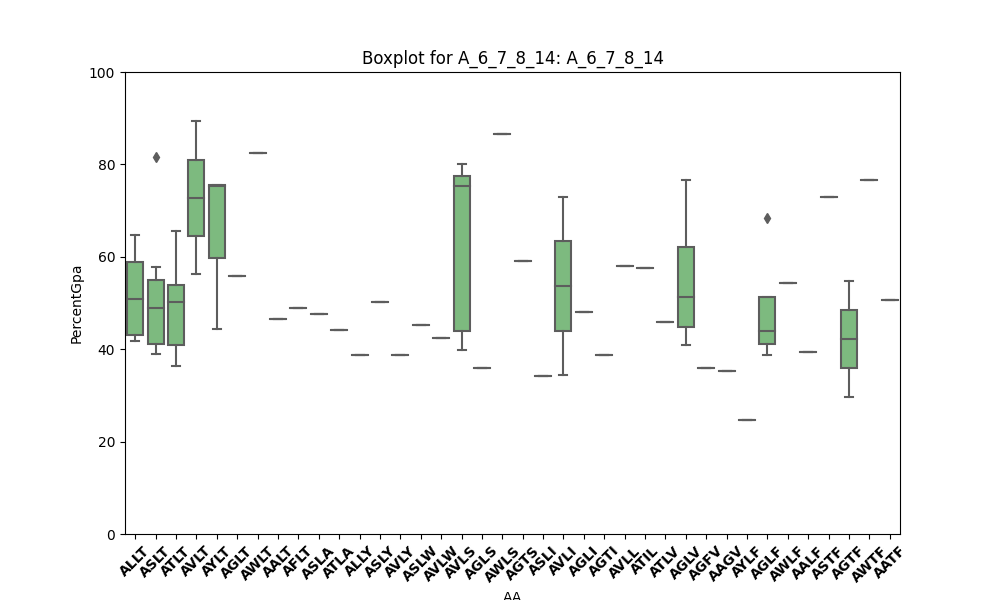 Boxplot for A_6_7_8_14: A_6_7_8_14
PercentGpa
100
80
60
40
20
0
ALLT
ASLT
ATLT
AVLT
AYLT
AGLT
AWLT
AALT
AFLT
ASLA
ATLA
ALLY
ASLY
AVLY
ASLW
AVLW
AVLS
AGLS
AWLS
AGTS
ASLI
AVLI
AGLI
AGTI
AVLL
ATIL
ATLV
AGLV
AGFV
AAGV
AYLF
AGLF
AWLF
AALF
ASTF
AGTF
AWTF
AATF
AA